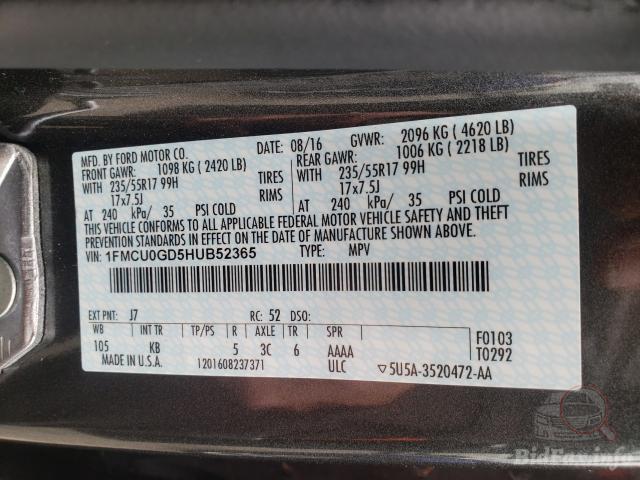 MFD. BY FORD MOTOR CO. DATE: 08/16 GVWR: 2096 KG ( 4620 LB)
FRONT GAWR: 1098 KG ( 2420 LB) REAR GAWR: 1006 KG ( 2218 LB)
WITH 235/55R17 99H TIRES WITH 235/55R17 99H TIRES
17x7.5J RIMS 17x7.5J RIMS
AT 240 kPa/ 35 PSI COLD AT 240 kPa/ 35 PSI COLD
THIS VEHICLE CONFORMS TO ALL APPLICABLE FEDERAL MOTOR VEHICLE SAFETY AND THEFT
PREVENTION STANDARDS IN EFFECT ON THE DATE OF MANUFACTURE SHOWN ABOVE.
VIN: 1FMCU0GD5HUB52365 TYPE: MPV
EXT PNT: J7 RC: 52 DSO:
WB INT TR TP/PS R AXLE TR SPR F0103
105 KB 5 3C 6 AAAA T0292
MADE IN U.S.A. 1201608237371 ULC ▽5U5A-3520472-AA
BidFax.info